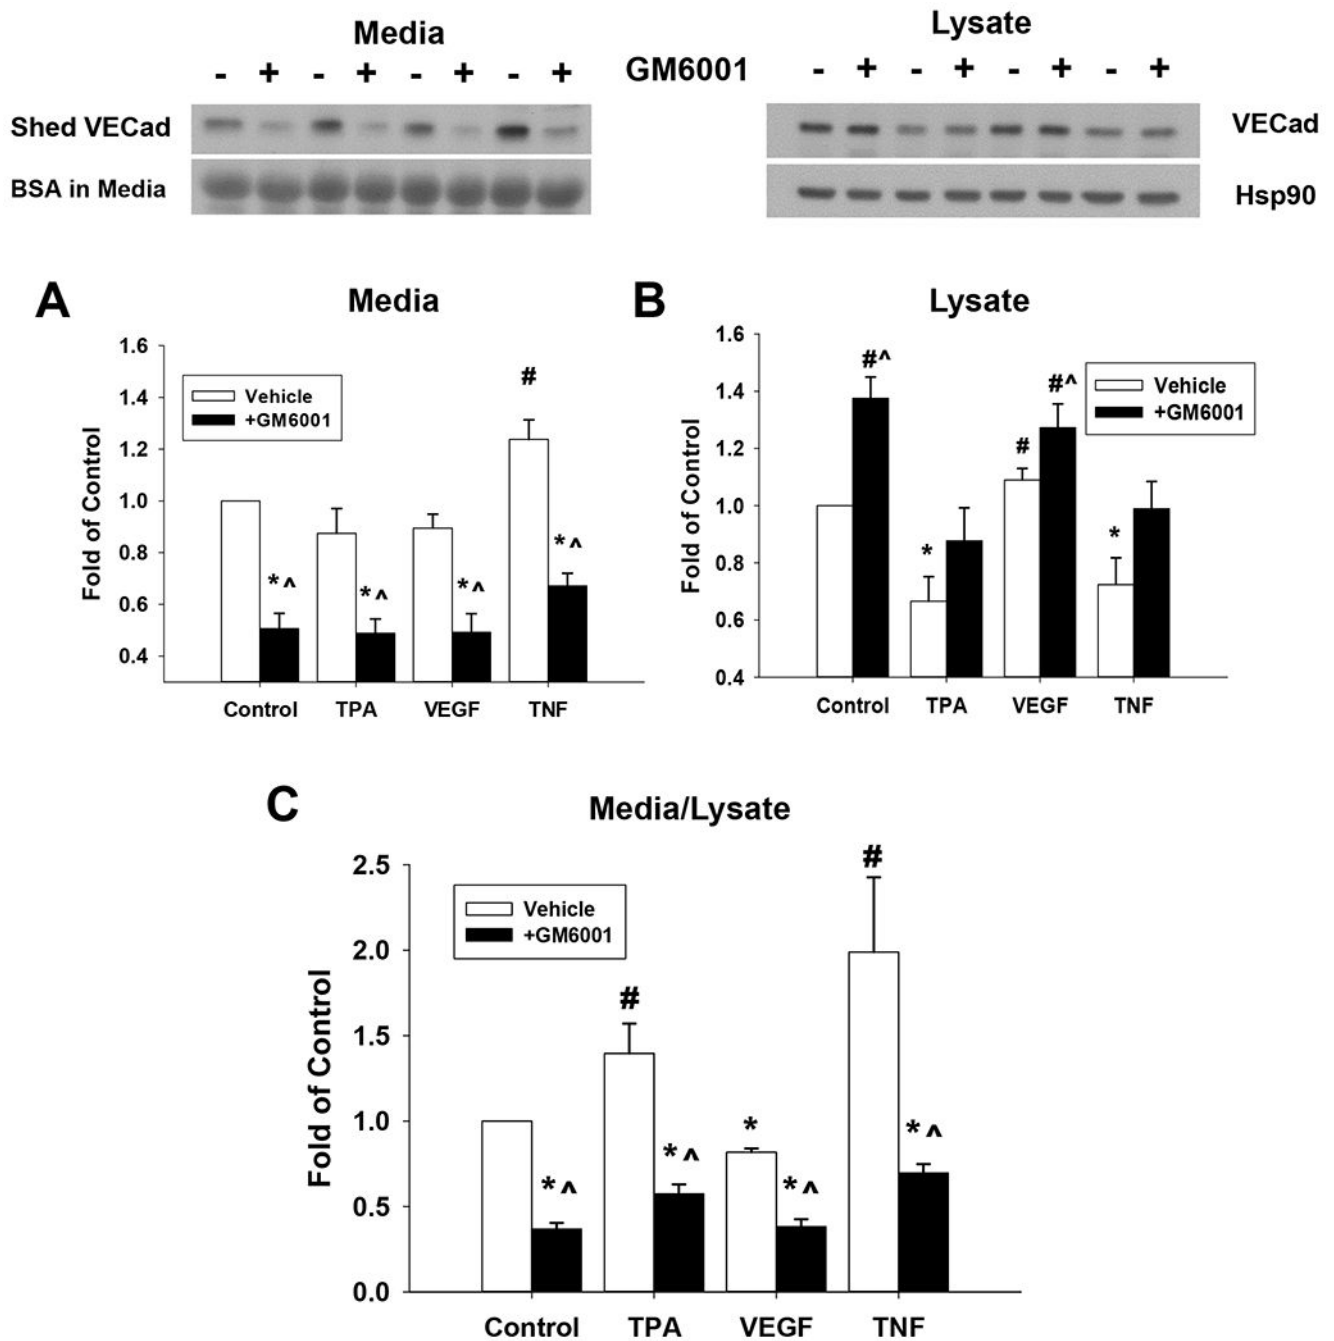 Media
Lysate
- + - + - + - +
GM6001
- + - + - + - +
Shed VECad
VECad
BSA in Media
Hsp90
A
Media
1.6
1.4
1.2
1.0
0.8
0.6
0.4
Fold of Control
Vehicle
+GM6001
#
*^
*^
*^
*^
Control TPA VEGF TNF
B
Lysate
1.6
1.4
1.2
1.0
0.8
0.6
0.4
Fold of Control
Vehicle
+GM6001
#^
*
#
#^
*
Control TPA VEGF TNF
C
Media/Lysate
2.5
2.0
1.5
1.0
0.5
0.0
Fold of Control
Vehicle
+GM6001
*^
#
*^
*
*^
#
*^
Control TPA VEGF TNF